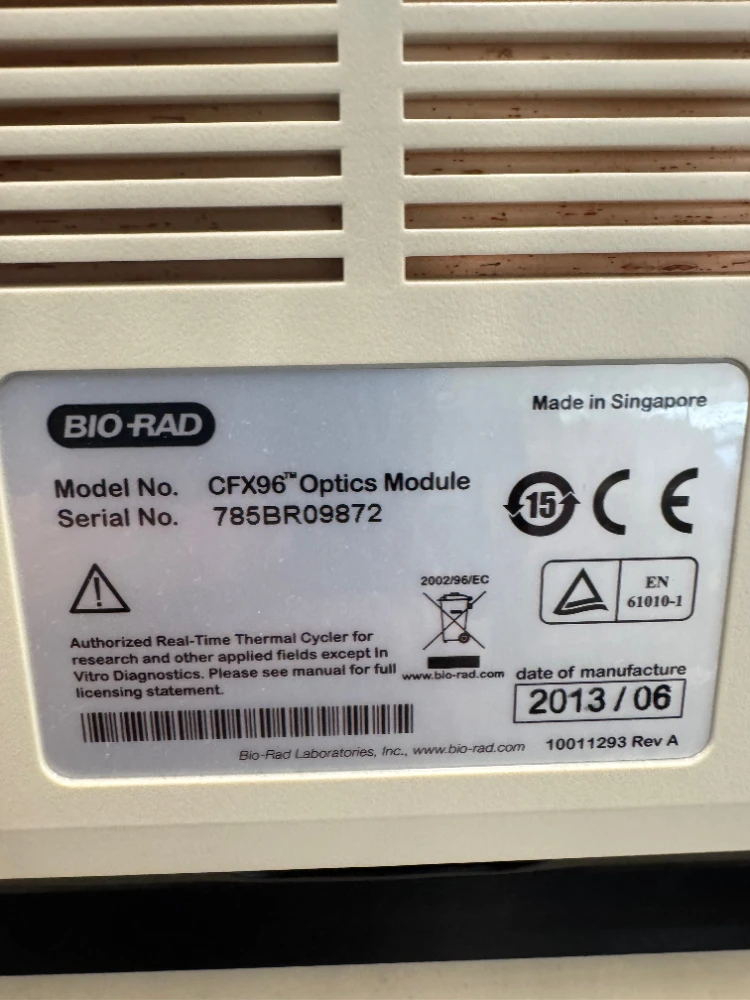 BIO-RAD
Made in Singapore
Model No. CFX96™ Optics Module
Serial No. 785BR09872
15
CE
2002/96/EC
EN
61010-1
Authorized Real-Time Thermal Cycler for
research and other applied fields except In
Vitro Diagnostics. Please see manual for full
licensing statement.
www.bio-rad.com
date of manufacture
2013 / 06
Bio-Rad Laboratories, Inc., www.bio-rad.com
10011293 Rev A